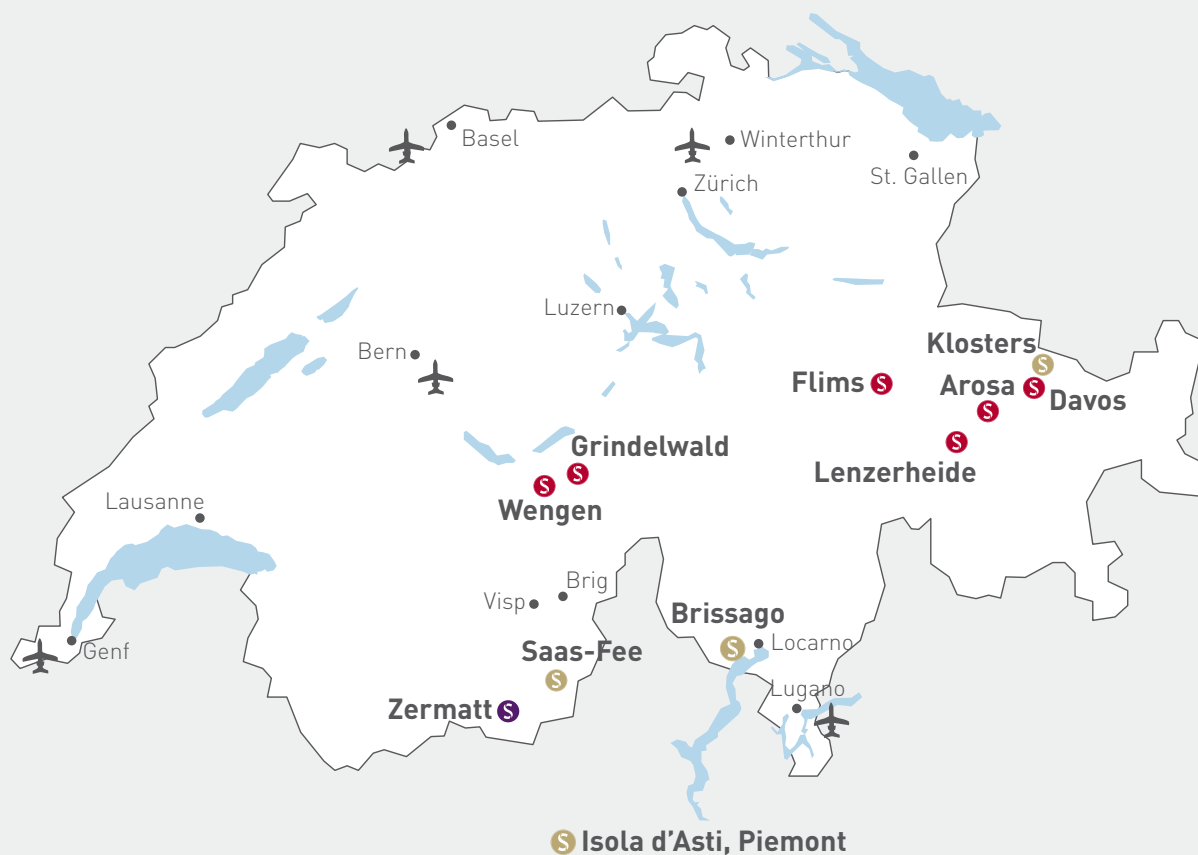 Basel
Winterthur
Zürich
St. Gallen
Luzern
Bern
Klosters
S
Flims S
Arosa S
S Davos
Lenzerheide S
Grindelwald
S
S
Wengen
Lausanne
Brig
Visp
Brissago
S
Locarno
Genf
Saas-Fee
S
Lugano
Zermatt S
S Isola d'Asti, Piemont